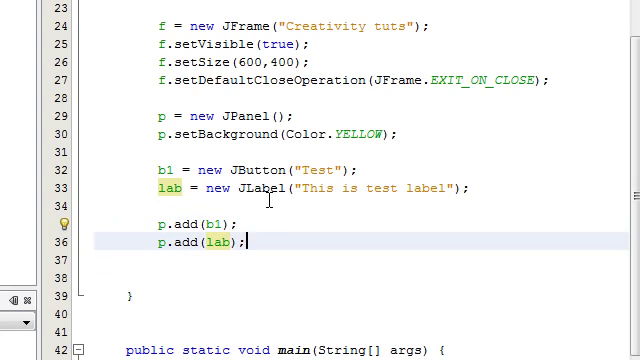 23
24 f = new JFrame("Creativity tuts");
25 f.setVisible(true);
26 f.setSize(600,400);
27 f.setDefaultCloseOperation(JFrame.EXIT_ON_CLOSE);
28
29 p = new JPanel();
30 p.setBackground(Color.YELLOW);
31
32 b1 = new JButton("Test");
33 lab = new JLabel("This is test label");
34
p.add(b1);
36 p.add(lab);
37
38
39 }
40
41
42 public static void main(String[] args) {